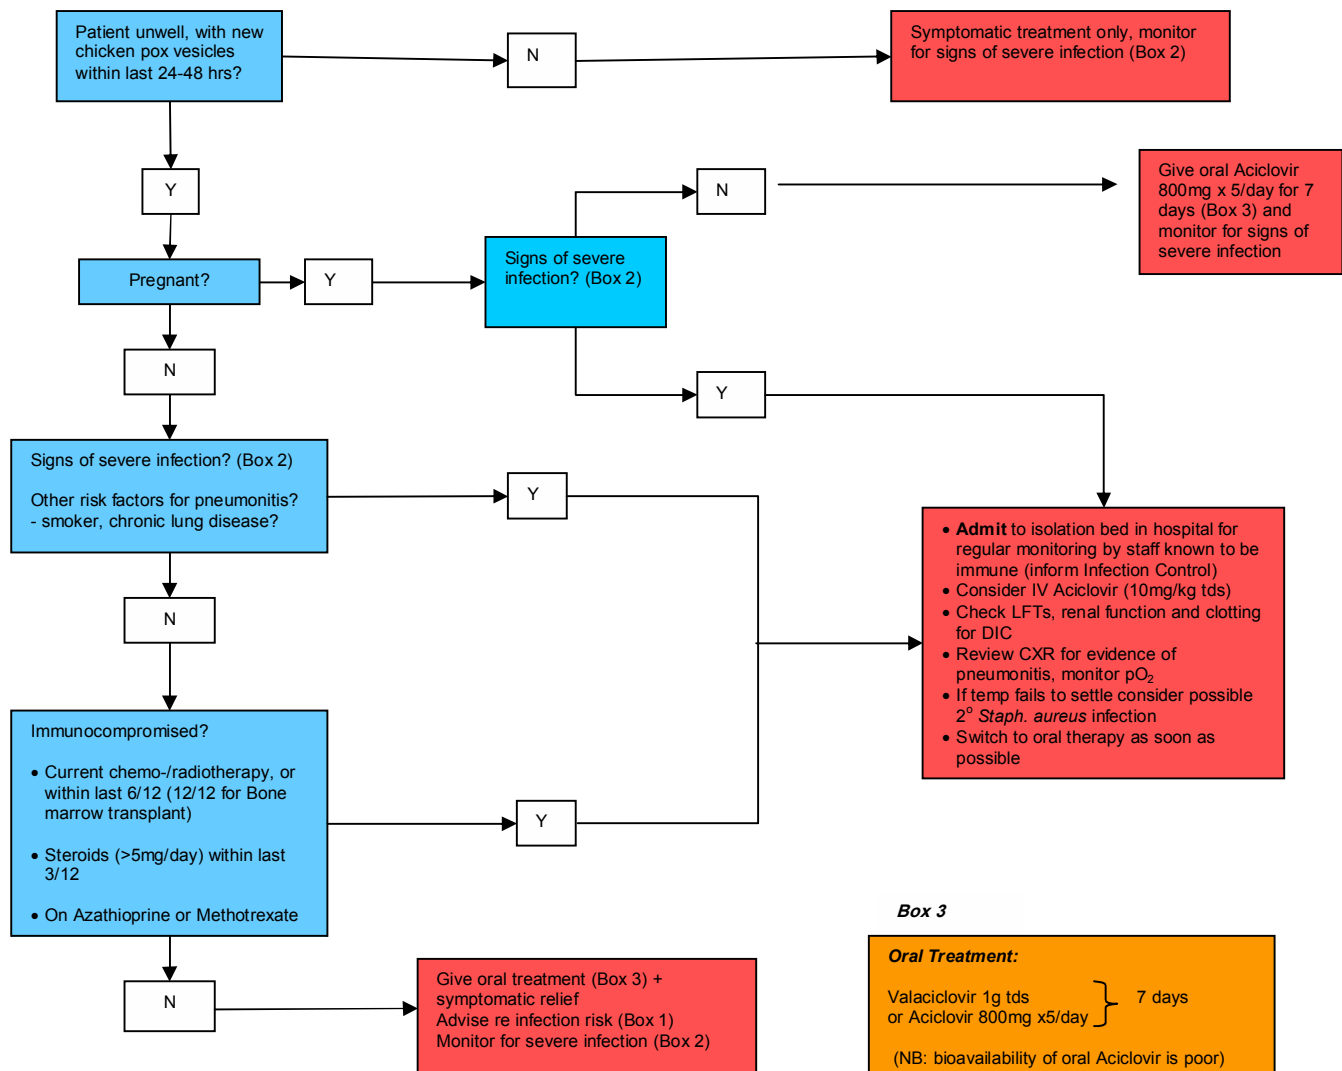 Patient unwell, with new
chicken pox vesicles
within last 24-48 hrs?
N
Symptomatic treatment only, monitor
for signs of severe infection (Box 2)
Y
N
Give oral Aciclovir
800mg x 5/day for 7
days (Box 3) and
monitor for signs of
severe infection
Pregnant?
Y
Signs of severe
infection? (Box 2)
N
Y
Signs of severe infection? (Box 2)
Other risk factors for pneumonitis?
- smoker, chronic lung disease?
Y
• Admit to isolation bed in hospital for
regular monitoring by staff known to be
immune (inform Infection Control)
• Consider IV Aciclovir (10mg/kg tds)
• Check LFTs, renal function and clotting
for DIC
• Review CXR for evidence of
pneumonitis, monitor pO₂
• If temp fails to settle consider possible
2° Staph. aureus infection
• Switch to oral therapy as soon as
possible
N
Immunocompromised?
• Current chemo-/radiotherapy, or
within last 6/12 (12/12 for Bone
marrow transplant)
• Steroids (>5mg/day) within last
3/12
• On Azathioprine or Methotrexate
Y
N
Give oral treatment (Box 3) +
symptomatic relief
Advise re infection risk (Box 1)
Monitor for severe infection (Box 2)
Box 3
Oral Treatment:
Valaciclovir 1g tds
or Aciclovir 800mg x5/day
7 days
(NB: bioavailability of oral Aciclovir is poor)